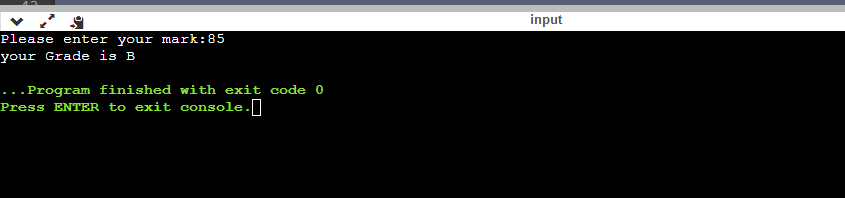 input
Please enter your mark:85
your Grade is B
...Program finished with exit code 0
Press ENTER to exit console.